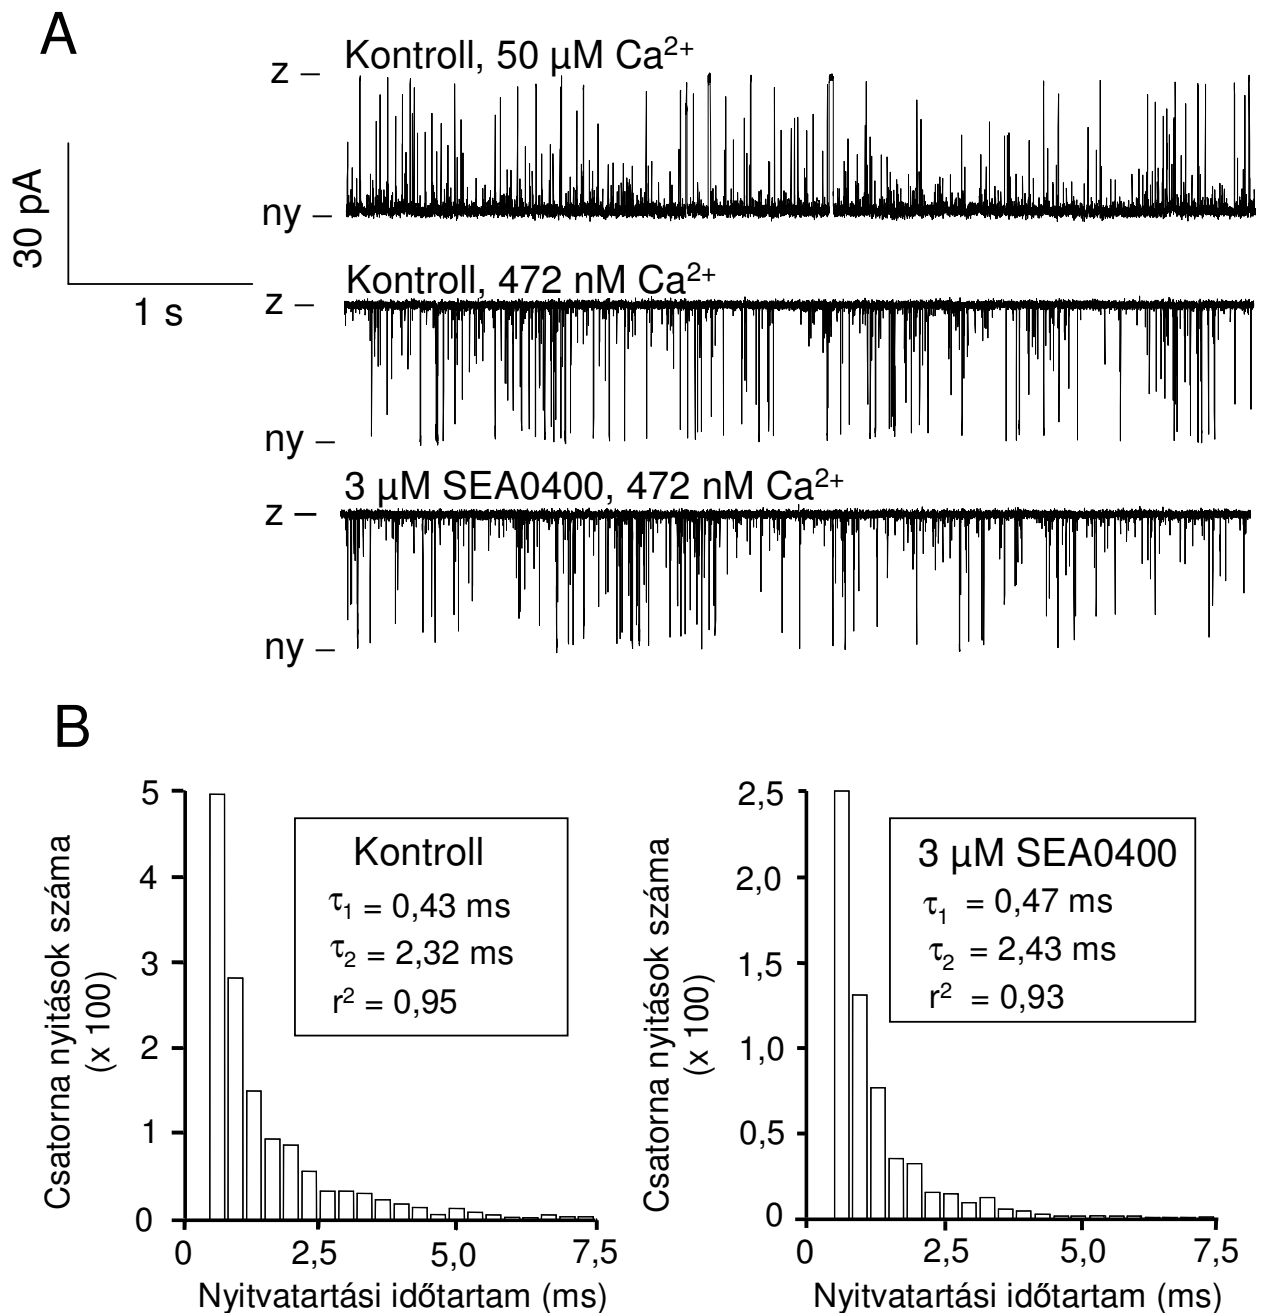 A
Kontroll, 50 µM Ca2+
z –
ny –
30 pA
1 s
Kontroll, 472 nM Ca2+
z –
ny –
3 µM SEA0400, 472 nM Ca2+
z –
ny –
B
Csatorna nyitások száma
(x 100)
5
4
3
2
1
0
Kontroll
τ1 = 0,43 ms
τ2 = 2,32 ms
r2 = 0,95
0 2,5 5,0 7,5
Nyitvatartási időtartam (ms)
Csatorna nyitások száma
(x 100)
2,5
2,0
1,5
1,0
0,5
0
3 µM SEA0400
τ1 = 0,47 ms
τ2 = 2,43 ms
r2 = 0,93
0 2,5 5,0 7,5
Nyitvatartási időtartam (ms)